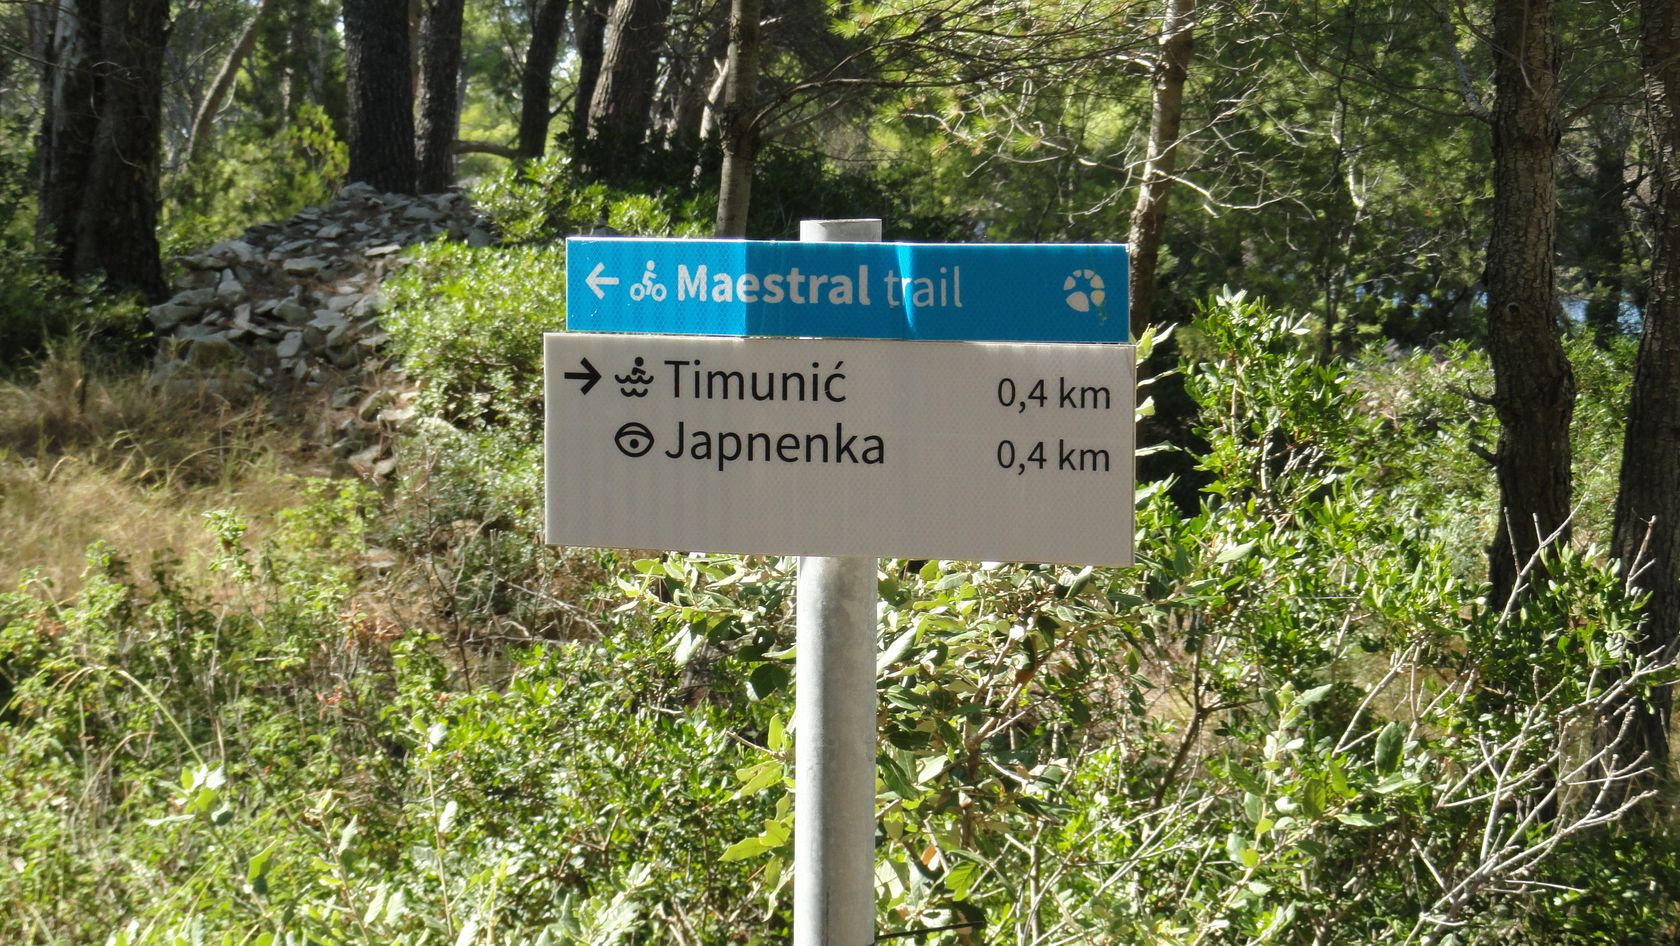 Maestral trail
Timunić 0,4 km
Japnenka 0,4 km